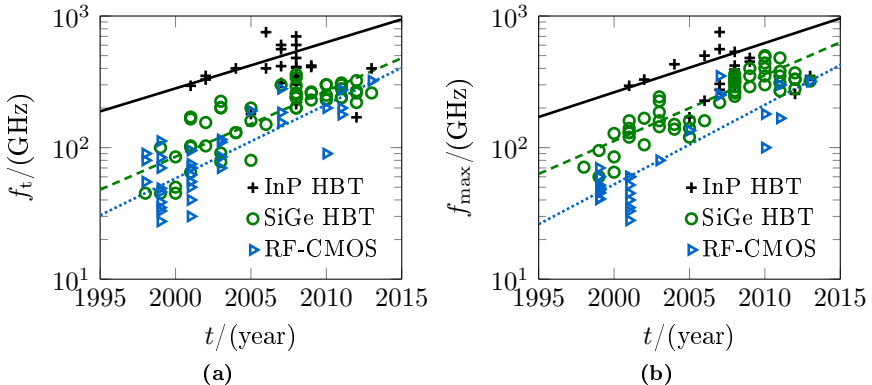 10³
10²
10¹
f_t/(GHz)
InP HBT
SiGe HBT
RF-CMOS
1995 2000 2005 2010 2015
t/(year)
(a)
10³
10²
10¹
f_max/(GHz)
InP HBT
SiGe HBT
RF-CMOS
1995 2000 2005 2010 2015
t/(year)
(b)